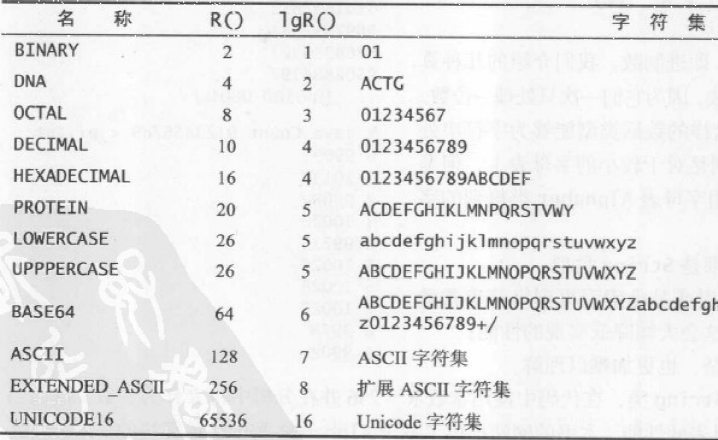 名 称 R() lgR() 字 符 集
BINARY 2 1 01
DNA 4 2 ACTG
OCTAL 8 3 01234567
DECIMAL 10 4 0123456789
HEXADECIMAL 16 4 0123456789ABCDEF
PROTEIN 20 5 ACDEFGHIKLMNPQRSTVWY
LOWERCASE 26 5 abcdefghijklmnopqrstuvwxyz
UPPPERCASE 26 5 ABCDEFGHIJKLMNOPQRSTUVWXYZ
BASE64 64 6 ABCDEFGHIJKLMNOPQRSTUVWXYZabcdefgh
z0123456789+/
ASCII 128 7 ASCII 字符集
EXTENDED ASCII 256 8 扩展 ASCII 字符集
UNICODE16 65536 16 Unicode 字符集